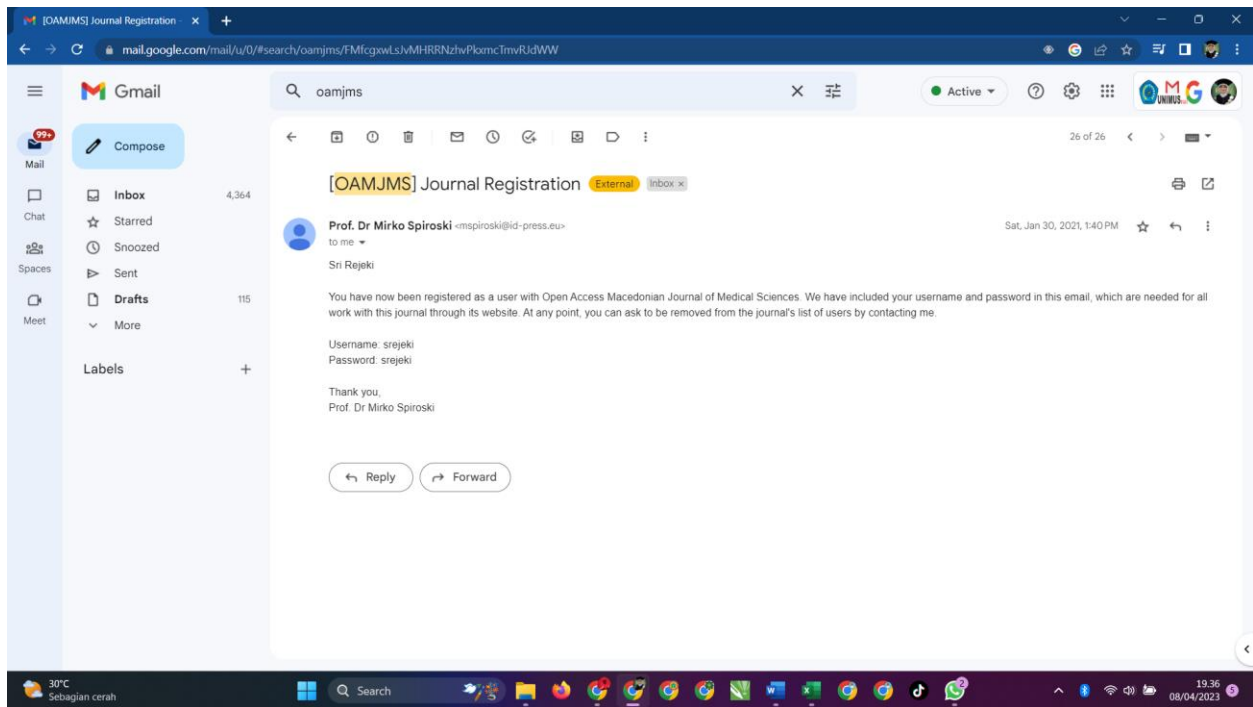 [OAMJMS] Journal Registration -
mail.google.com/mail/u/0/#search/oamjms/FMfcgxwLsJvMHRRNzhvPkxmcTmvRJdWW
Gmail
oamjms
Active
UNIMUS
99+
Mail
Chat
Spaces
Meet
Compose
Inbox 4,364
Starred
Snoozed
Sent
Drafts 115
More
Labels
26 of 26
[OAMJMS] Journal Registration External Inbox ×
Prof. Dr Mirko Spiroski <mspiroski@id-press.eu> Sat, Jan 30, 2021, 1:40 PM
to me
Sri Rejeki
You have now been registered as a user with Open Access Macedonian Journal of Medical Sciences. We have included your username and password in this email, which are needed for all
work with this journal through its website. At any point, you can ask to be removed from the journal's list of users by contacting me.
Username: srejeki
Password: srejeki
Thank you,
Prof. Dr Mirko Spiroski
Reply Forward
30°C
Sebagian cerah
Search
2
19.36
08/04/2023
5